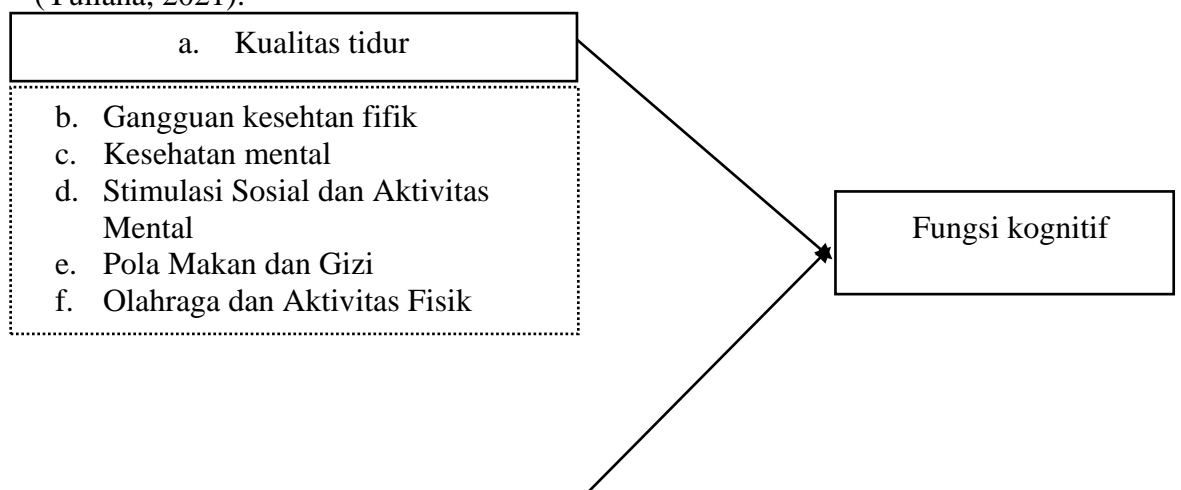 (Yuliana, 2021).
a. Kualitas tidur
b. Gangguan kesehtan fifik
c. Kesehatan mental
d. Stimulasi Sosial dan Aktivitas
Mental
e. Pola Makan dan Gizi
f. Olahraga dan Aktivitas Fisik
Fungsi kognitif